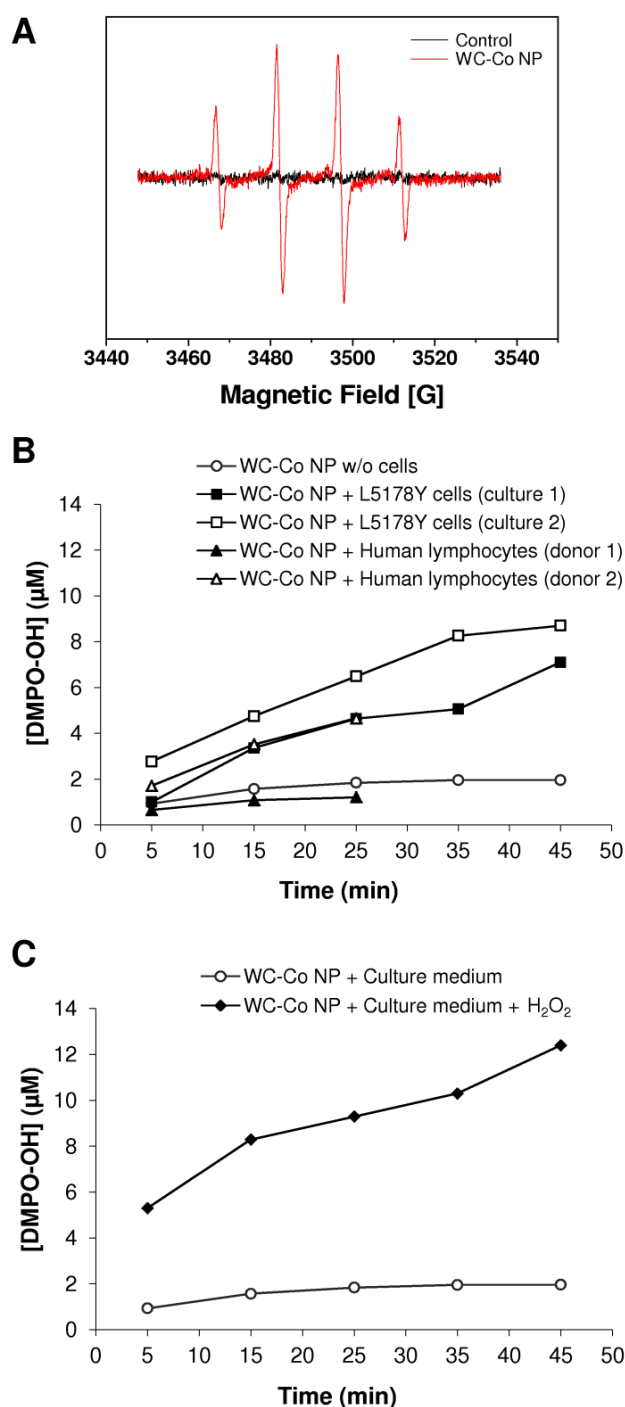 A
Control
WC-Co NP
3440 3460 3480 3500 3520 3540
Magnetic Field [G]
B
WC-Co NP w/o cells
WC-Co NP + L5178Y cells (culture 1)
WC-Co NP + L5178Y cells (culture 2)
WC-Co NP + Human lymphocytes (donor 1)
WC-Co NP + Human lymphocytes (donor 2)
[DMPO-OH] (µM)
14
12
10
8
6
4
2
0
0 5 10 15 20 25 30 35 40 45 50
Time (min)
C
WC-Co NP + Culture medium
WC-Co NP + Culture medium + H₂O₂
[DMPO-OH] (µM)
14
12
10
8
6
4
2
0
0 5 10 15 20 25 30 35 40 45 50
Time (min)